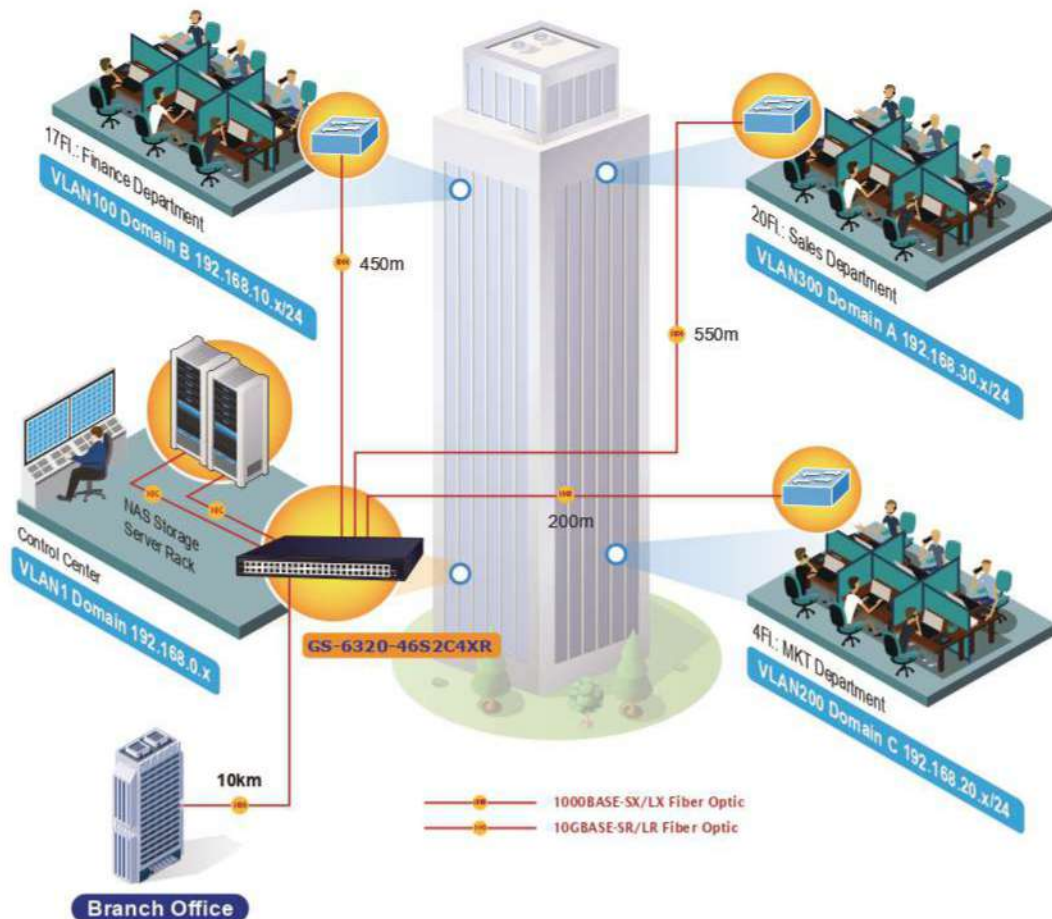 17Fl.: Finance Department
VLAN100 Domain B 192.168.10.x/24
450m
20Fl.: Sales Department
VLAN300 Domain A 192.168.30.x/24
550m
NAS Storage
Server Rack
Control Center
VLAN1 Domain 192.168.0.x
GS-6320-46S2C4XR
200m
4Fl.: MKT Department
VLAN200 Domain C 192.168.20.x/24
10km
Branch Office
1000BASE-SX/LX Fiber Optic
10GBASE-SR/LR Fiber Optic